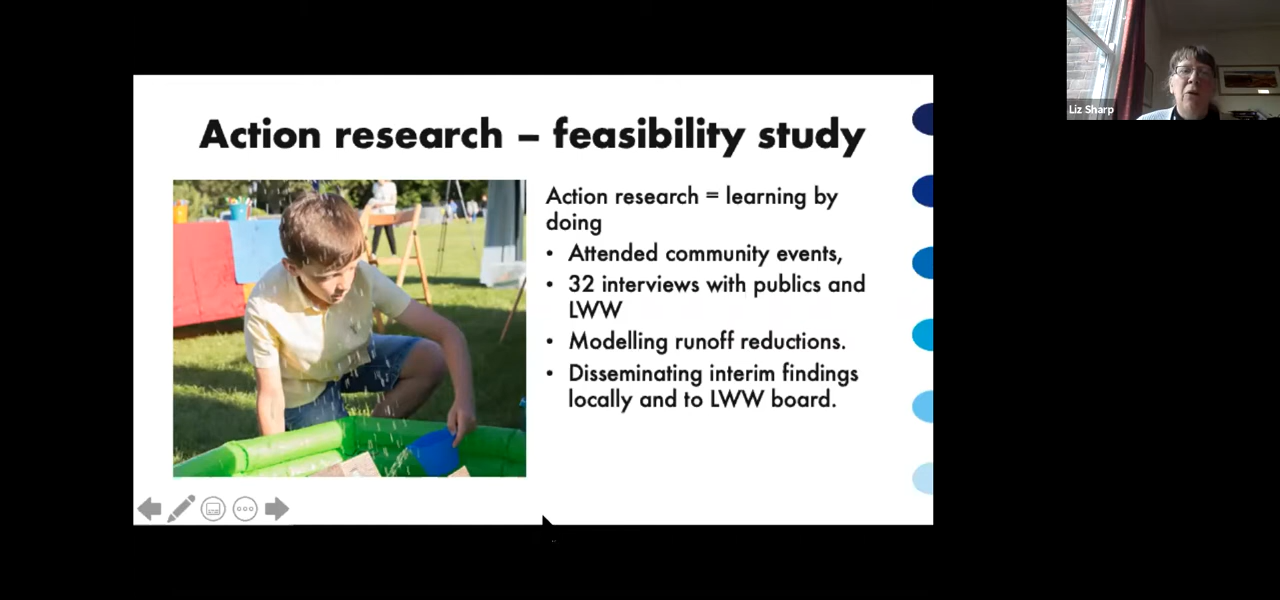 Action research – feasibility study
Action research = learning by
doing
• Attended community events,
• 32 interviews with publics and
LWW
• Modelling runoff reductions.
• Disseminating interim findings
locally and to LWW board.
Liz Sharp